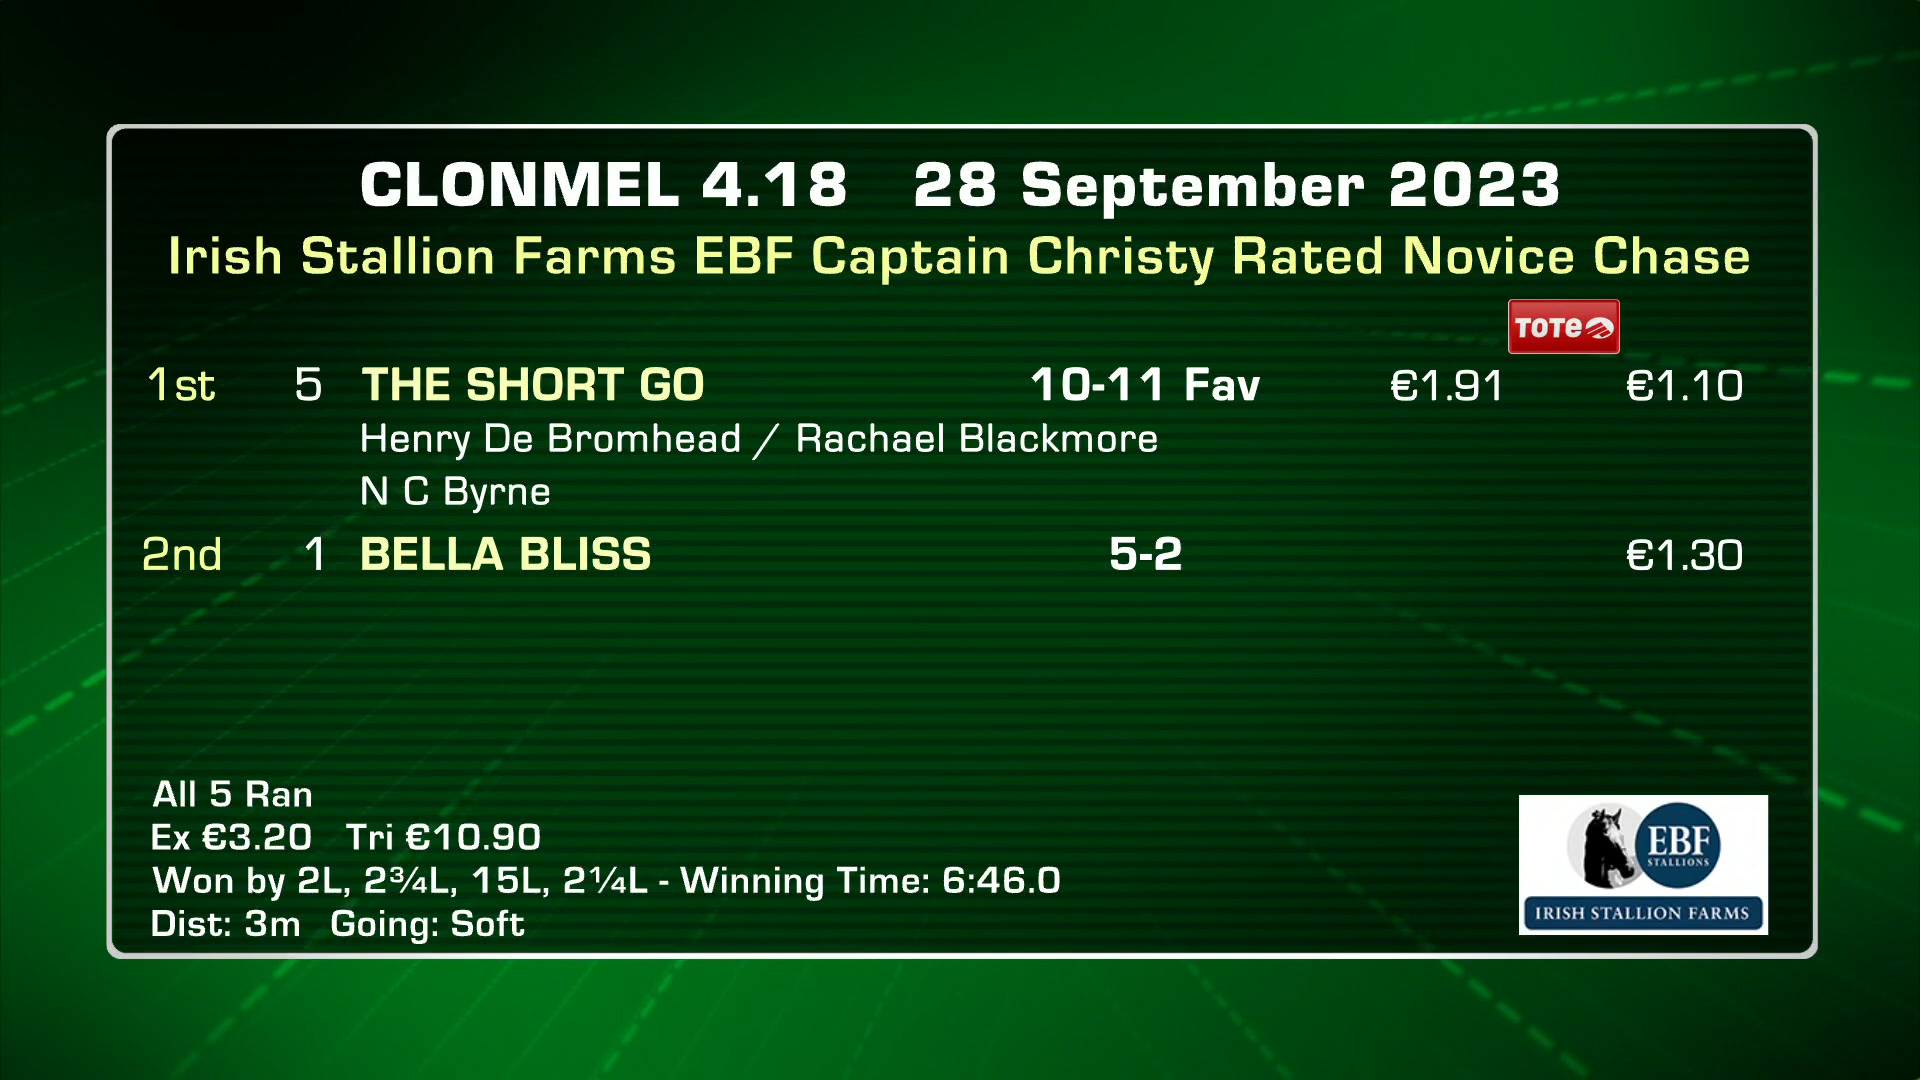 CLONMEL 4.18 28 September 2023
Irish Stallion Farms EBF Captain Christy Rated Novice Chase
TOTE
1st 5 THE SHORT GO 10-11 Fav €1.91 €1.10
Henry De Bromhead / Rachael Blackmore
N C Byrne
2nd 1 BELLA BLISS 5-2 €1.30
All 5 Ran
Ex €3.20 Tri €10.90
Won by 2L, 2¾L, 15L, 2¼L - Winning Time: 6:46.0
Dist: 3m Going: Soft
EBF
STALLIONS
IRISH STALLION FARMS